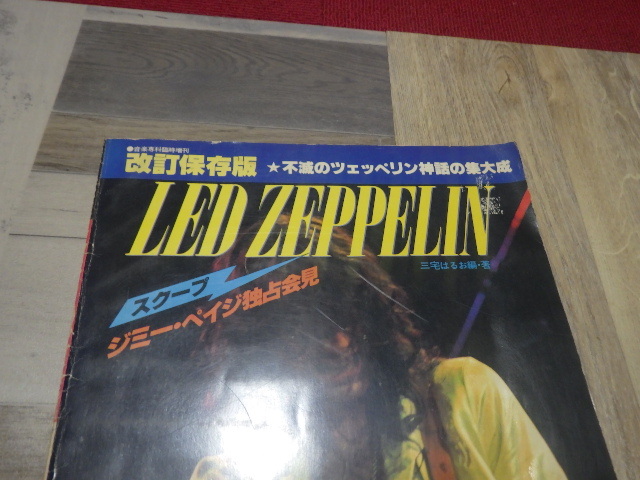 ●音楽専科臨時増刊
改訂保存版 ★不滅のツェッペリン神話の集大成
LED ZEPPELIN
三宅はるお編・著
スクープ
ジミー・ペイジ独占会見